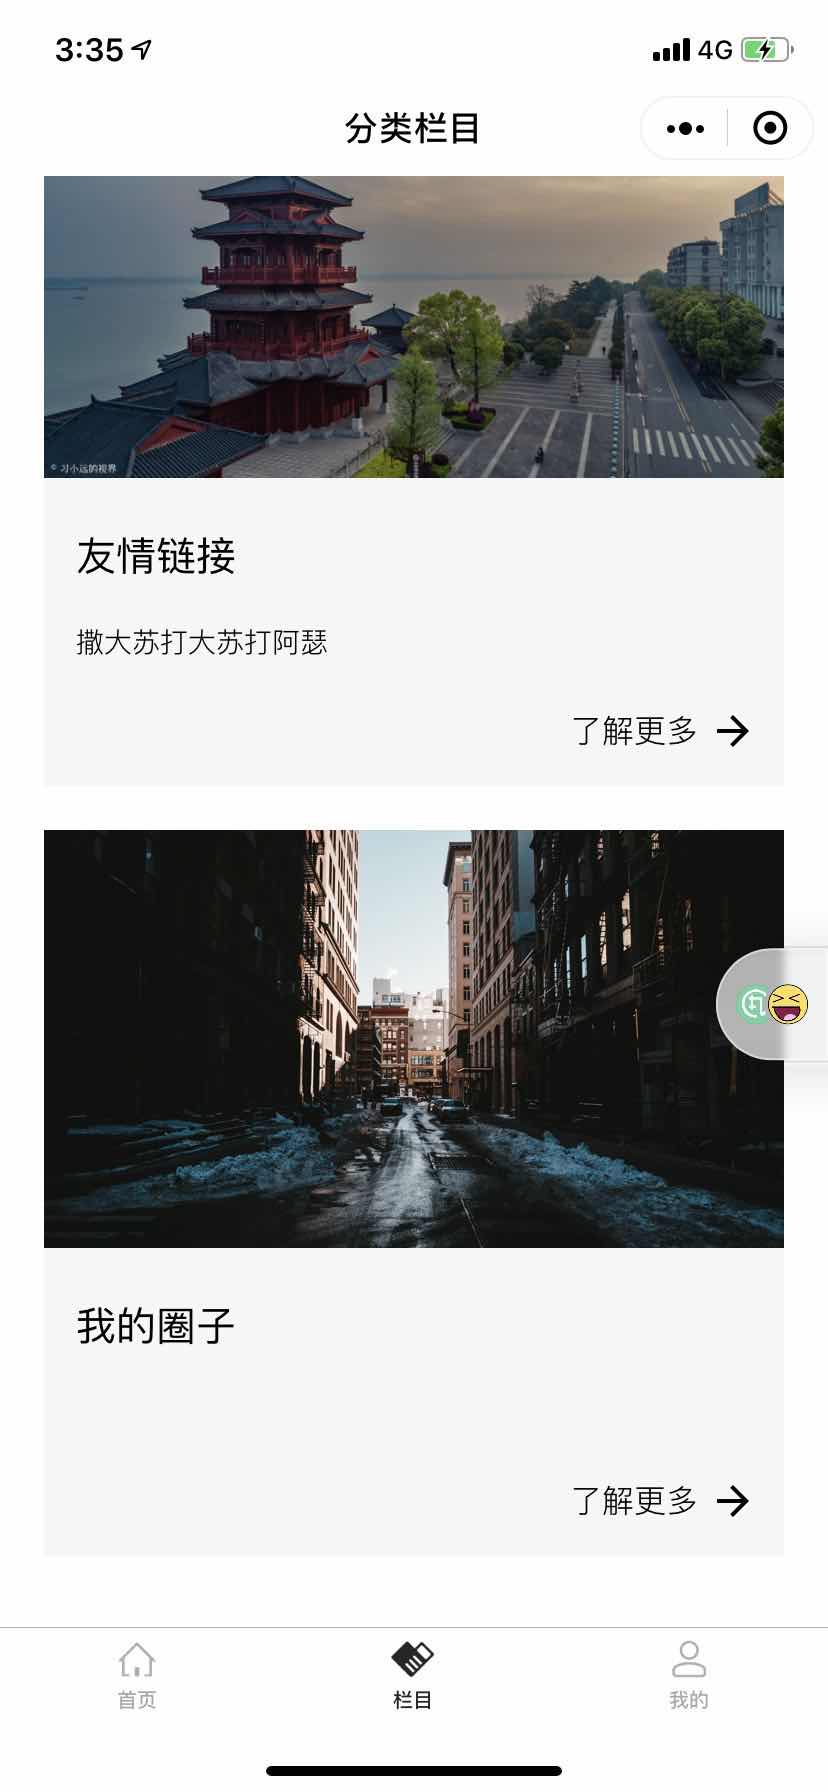 3:35
4G
分类栏目
© 习小远的视界
友情链接
撒大苏打大苏打阿瑟
了解更多
我的圈子
了解更多
首页
栏目
我的